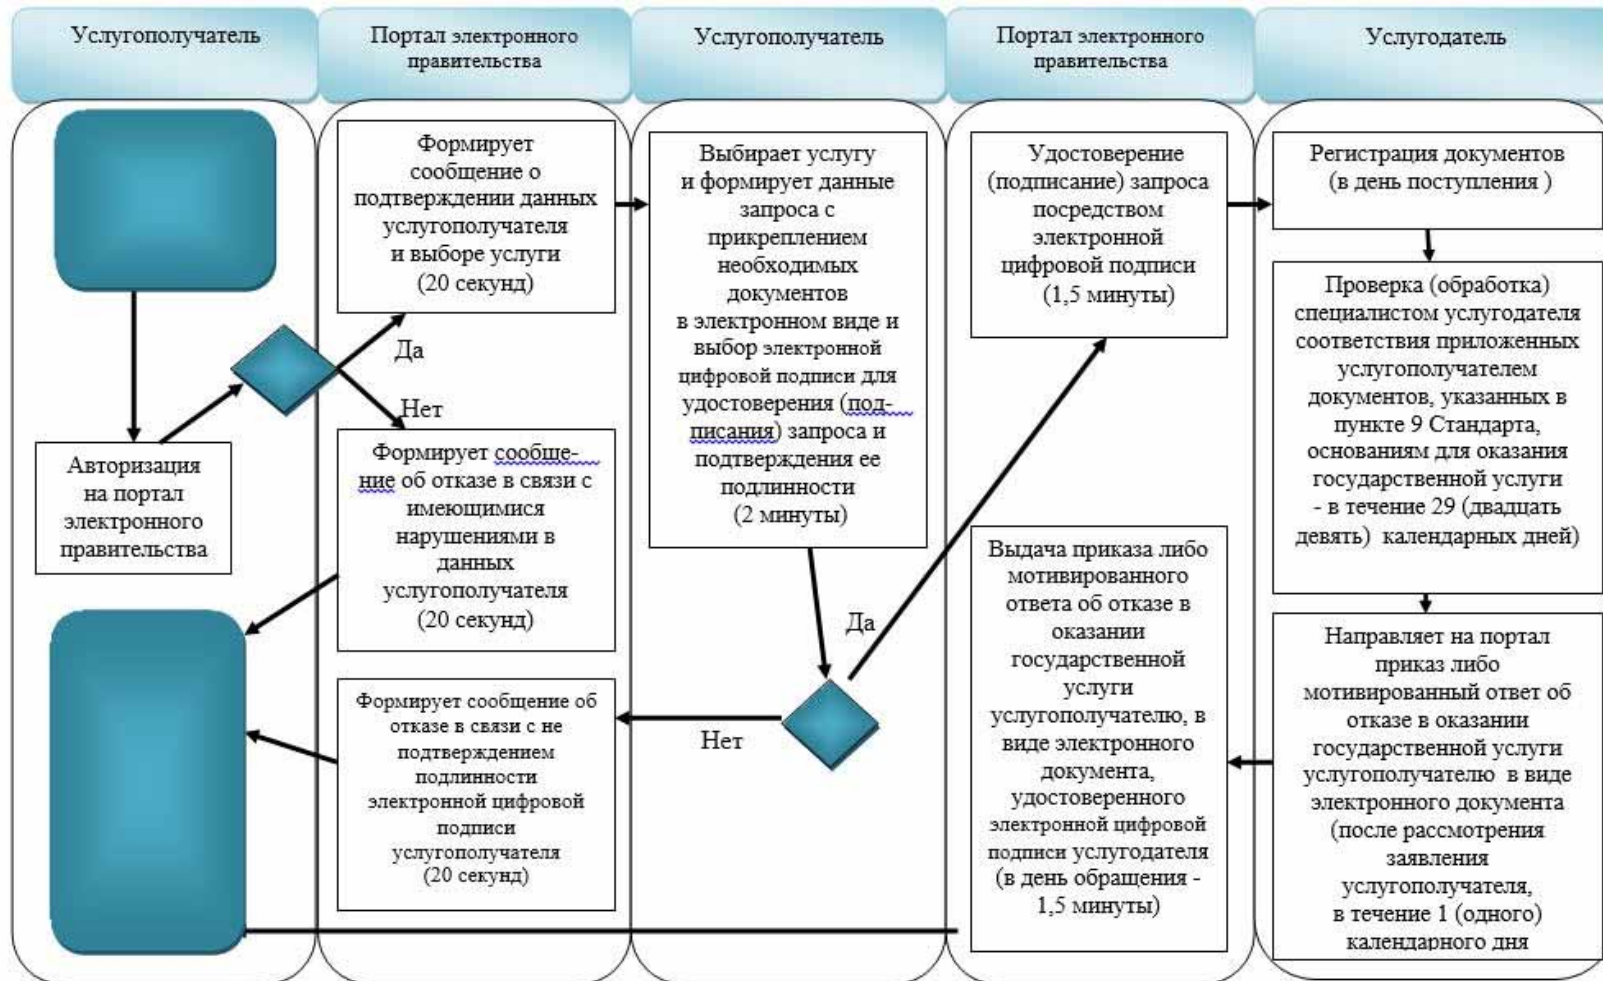 Услугополучатель
Портал электронного
правительства
Услугополучатель
Портал электронного
правительства
Услугодатель
Авторизация
на портал
электронного
правительства
Формирует
сообщение о
подтверждении данных
услугополучателя
и выборе услуги
(20 секунд)
Да
Нет
Формирует сообще-
ние об отказе в связи с
имеющимися
нарушениями в
данных
услугополучателя
(20 секунд)
Формирует сообщение об
отказе в связи с не
подтверждением
подлинности
электронной цифровой
подписи
услугополучателя
(20 секунд)
Выбирает услугу
и формирует данные
запроса с
прикреплением
необходимых
документов
в электронном виде и
выбор электронной
цифровой подписи для
удостоверения (под-
писания) запроса и
подтверждения ее
подлинности
(2 минуты)
Да
Нет
Удостоверение
(подписание) запроса
посредством
электронной
цифровой подписи
(1,5 минуты)
Выдача приказа либо
мотивированного
ответа об отказе в
оказании
государственной
услуги
услугополучателю, в
виде электронного
документа,
удостоверенного
электронной цифровой
подписи услугодателя
(в день обращения -
1,5 минуты)
Регистрация документов
(в день поступления )
Проверка (обработка)
специалистом услугодателя
соответствия приложенных
услугополучателем
документов, указанных в
пункте 9 Стандарта,
основаниям для оказания
государственной услуги
- в течение 29 (двадцать
девять) календарных дней)
Направляет на портал
приказ либо
мотивированный ответ об
отказе в оказании
государственной услуги
услугополучателю в виде
электронного документа
(после рассмотрения
заявления
услугополучателя,
в течение 1 (одного)
календарного дня